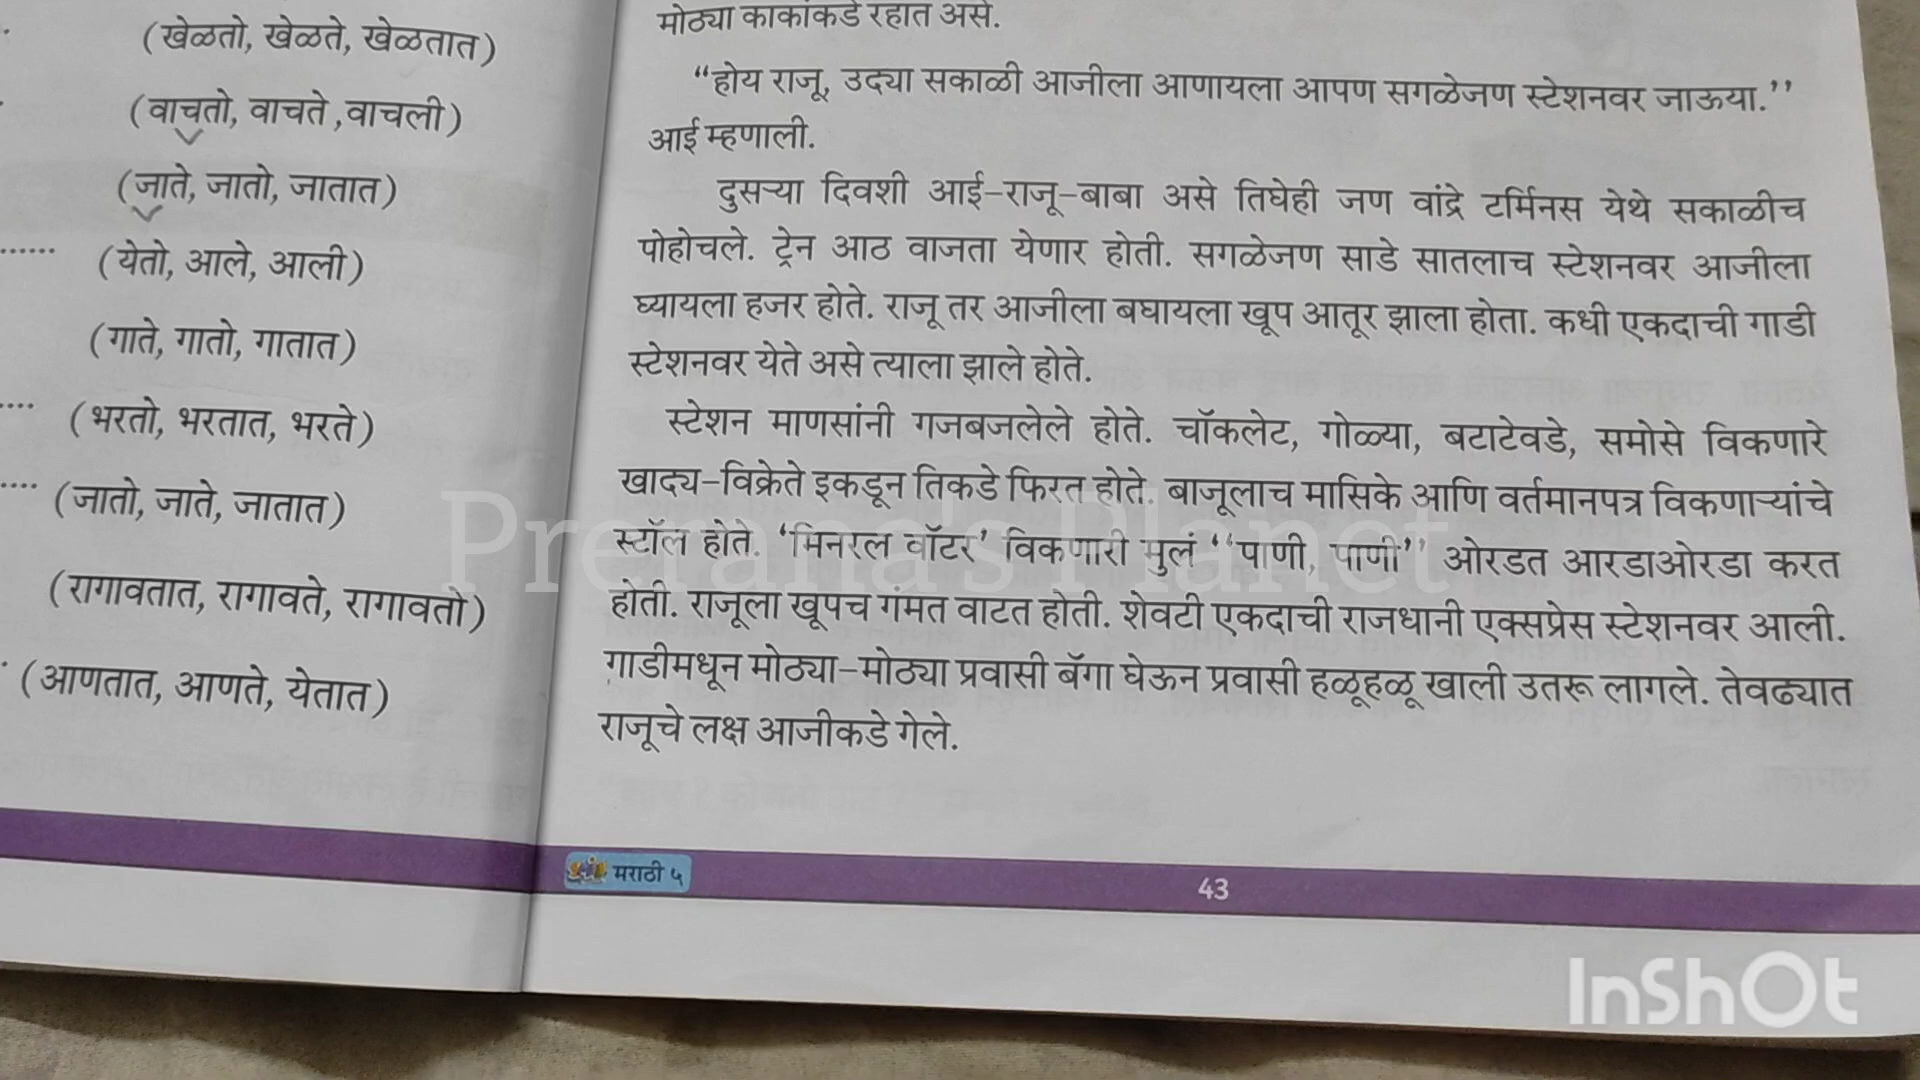 (खेळतो, खेळते, खेळतात)
(वाचतो, वाचते ,वाचली)
(जाते, जातो, जातात)
...... (येतो, आले, आली)
(गाते, गातो, गातात)
.... (भरतो, भरतात, भरते)
.... (जातो, जाते, जातात)
(रागावतात, रागावते, रागावतो)
(आणतात, आणते, येतात)
मोठ्या काकांकडे रहात असे.
“होय राजू, उद्या सकाळी आजीला आणायला आपण सगळेजण स्टेशनवर जाऊया.”
आई म्हणाली.
दुसऱ्या दिवशी आई-राजू-बाबा असे तिघेही जण वांद्रे टर्मिनस येथे सकाळीच
पोहोचले. ट्रेन आठ वाजता येणार होती. सगळेजण साडे सातलाच स्टेशनवर आजीला
घ्यायला हजर होते. राजू तर आजीला बघायला खूप आतूर झाला होता. कधी एकदाची गाडी
स्टेशनवर येते असे त्याला झाले होते.
स्टेशन माणसांनी गजबजलेले होते. चॉकलेट, गोळ्या, बटाटेवडे, समोसे विकणारे
खाद्य-विक्रेते इकडून तिकडे फिरत होते. बाजूलाच मासिके आणि वर्तमानपत्र विकणाऱ्यांचे
स्टॉल होते. ‘मिनरल वॉटर’ विकणारी मुलं “पाणी, पाणी” ओरडत आरडाओरडा करत
होती. राजूला खूपच गंमत वाटत होती. शेवटी एकदाची राजधानी एक्सप्रेस स्टेशनवर आली.
गाडीमधून मोठ्या-मोठ्या प्रवासी बॅगा घेऊन प्रवासी हळूहळू खाली उतरू लागले. तेवढ्यात
राजूचे लक्ष आजीकडे गेले.
मराठी ५
43
Prerana's Planet
InShOt